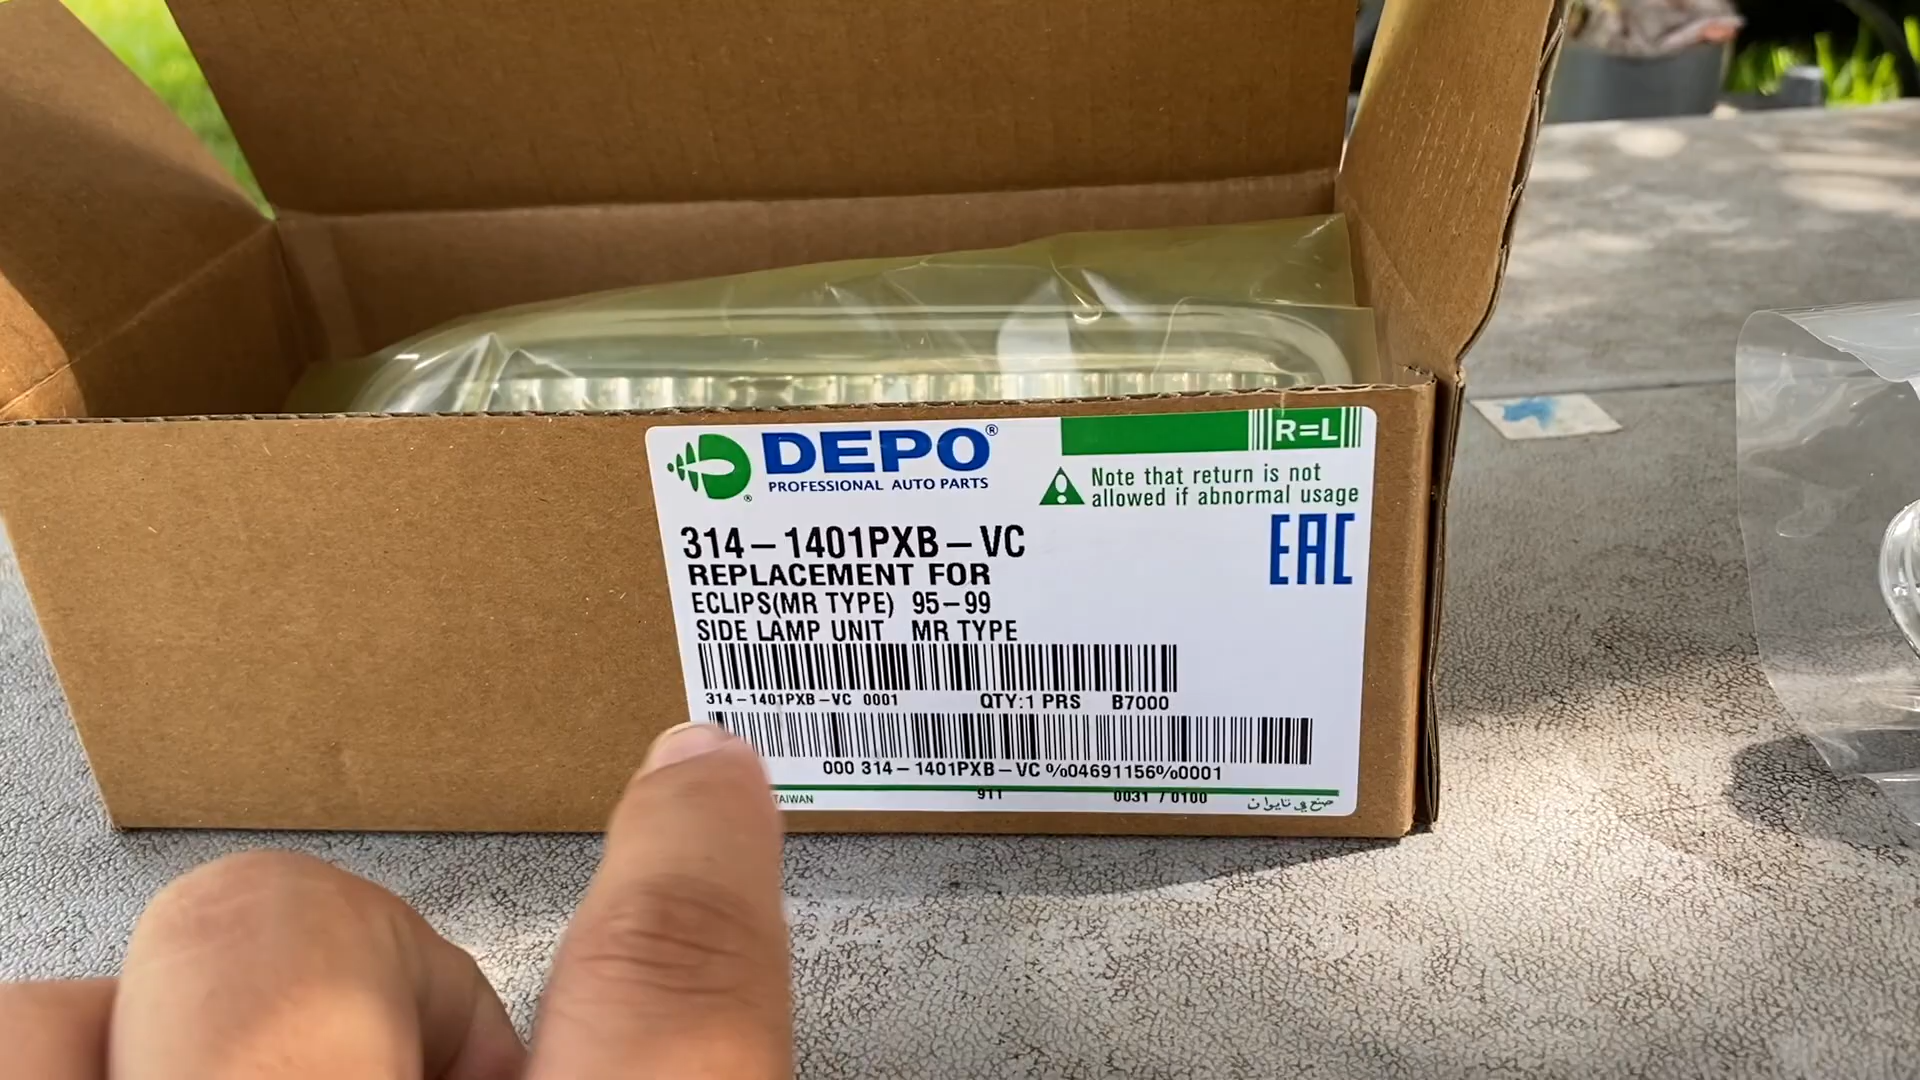 DEPO®
PROFESSIONAL AUTO PARTS
®
R=L
Note that return is not
allowed if abnormal usage
314-1401PXB-VC
REPLACEMENT FOR
ECLIPS(MR TYPE) 95-99
SIDE LAMP UNIT MR TYPE
EAC
314-1401PXB-VC 0001 QTY:1 PRS B7000
000 314-1401PXB-VC %04691156%0001
TAIWAN 911 0031 / 0100 صنع في تايوان